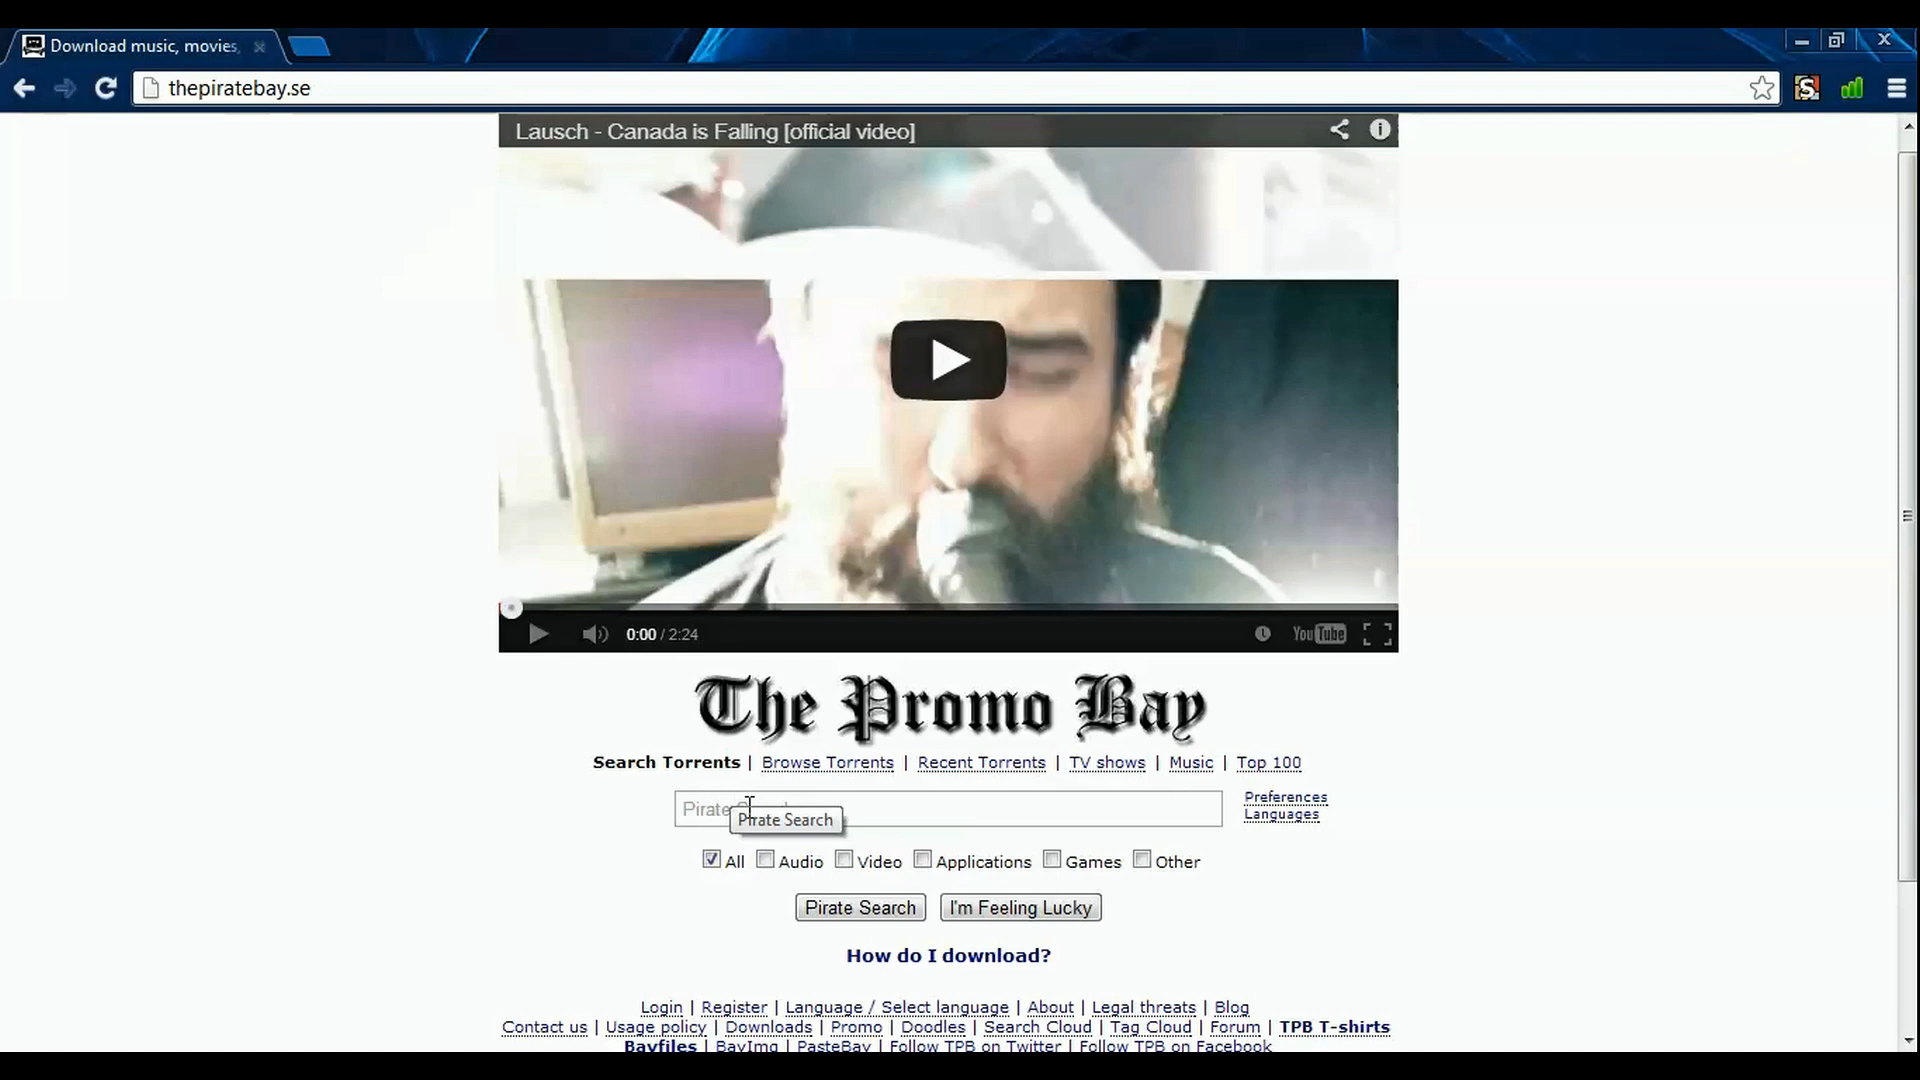 Download music, movies,
thepiratebay.se
Lausch - Canada is Falling [official video]
0:00 / 2:24
YouTube
The Promo Bay
Search Torrents | Browse Torrents | Recent Torrents | TV shows | Music | Top 100
Pirate
Pirate Search
Preferences
Languages
All Audio Video Applications Games Other
Pirate Search I'm Feeling Lucky
How do I download?
Login | Register | Language / Select language | About | Legal threats | Blog
Contact us | Usage policy | Downloads | Promo | Doodles | Search Cloud | Tag Cloud | Forum | TPB T-shirts
Bayfiles | BayImg | PasteBay | Follow TPB on Twitter | Follow TPB on Facebook